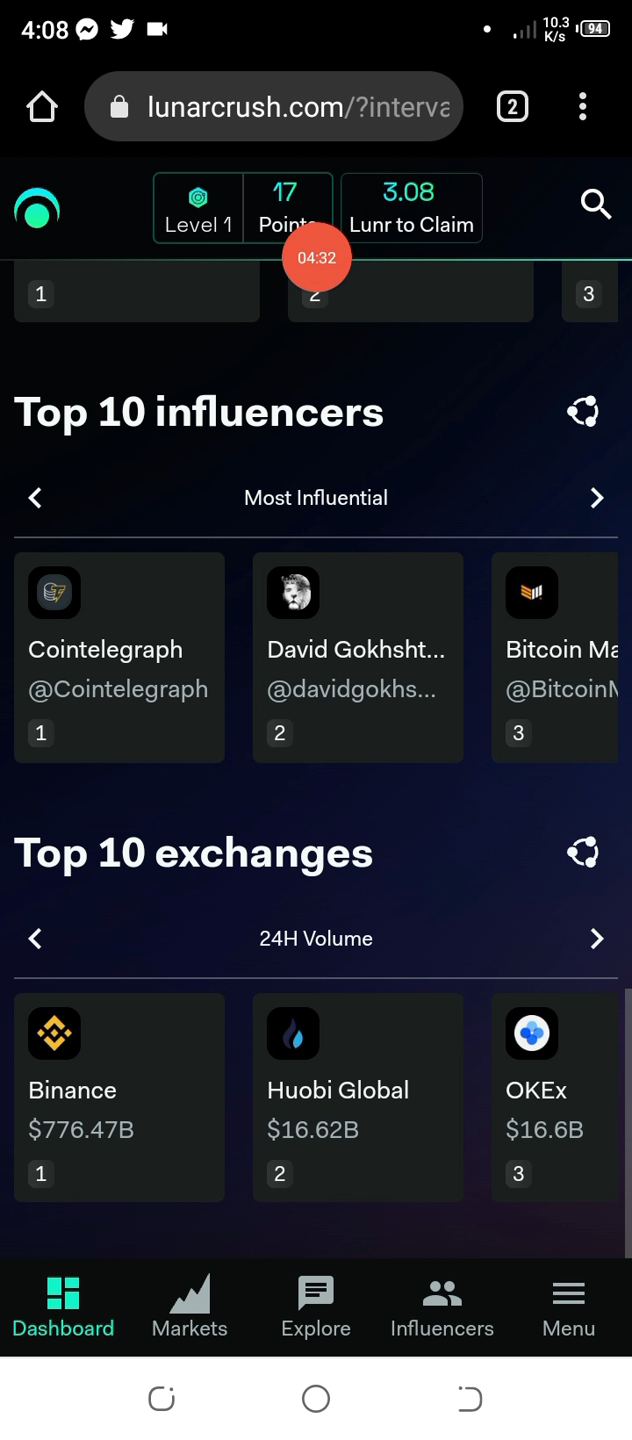 4:08
10.3
K/s
94
lunarcrush.com/?interva
2
Level 1
17
Points
3.08
Lunr to Claim
04:32
1
2
3
Top 10 influencers
Most Influential
Cointelegraph
@Cointelegraph
1
David Gokhsht...
@davidgokhs...
2
Bitcoin Ma
@BitcoinM
3
Top 10 exchanges
24H Volume
Binance
$776.47B
1
Huobi Global
$16.62B
2
OKEx
$16.6B
3
Dashboard
Markets
Explore
Influencers
Menu